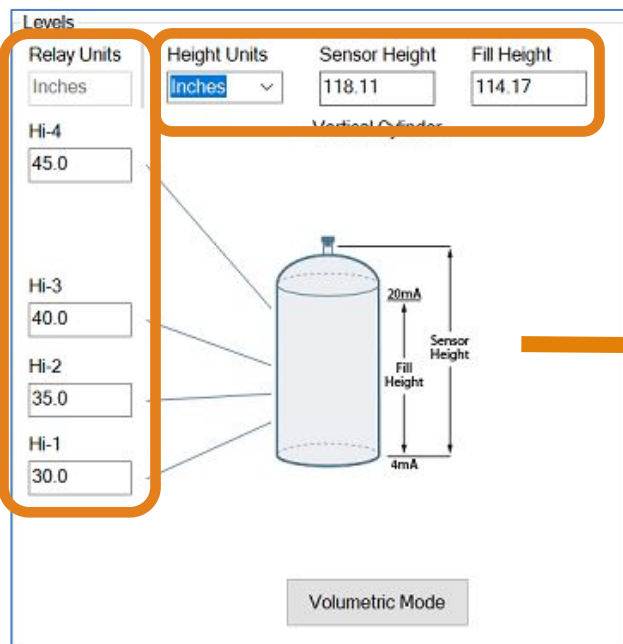 Levels
Relay Units
Height Units
Sensor Height
Fill Height
Inches
Inches
118.11
114.17
Vertical Cylinder
Hi-4
45.0
Hi-3
40.0
Hi-2
35.0
Hi-1
30.0
20mA
Sensor
Height
Fill
Height
4mA
Volumetric Mode